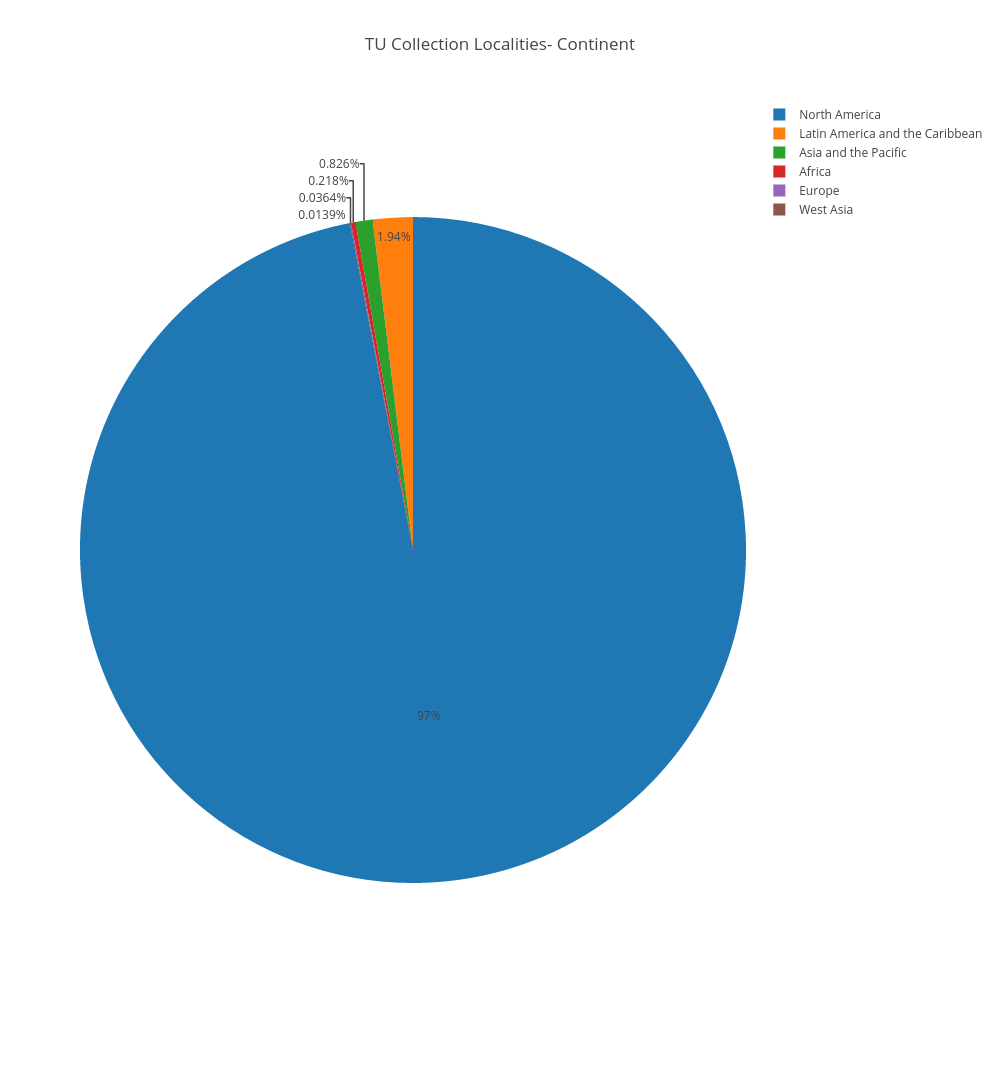 TU Collection Localities- Continent
North America
Latin America and the Caribbean
Asia and the Pacific
Africa
Europe
West Asia
0.826%
0.218%
0.0364%
0.0139%
1.94%
97%